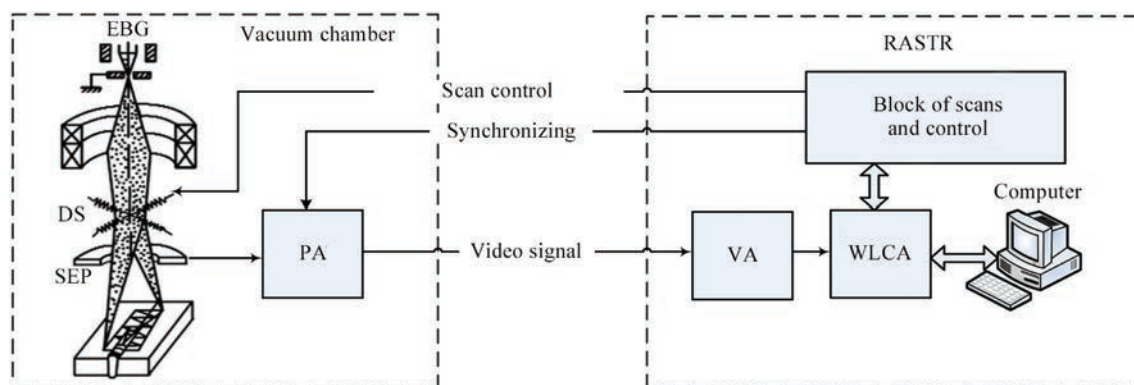 EBG
Vacuum chamber
RASTR
Scan control
Block of scans
and control
Synchronizing
Computer
DS
PA
Video signal
VA
WLCA
SEP